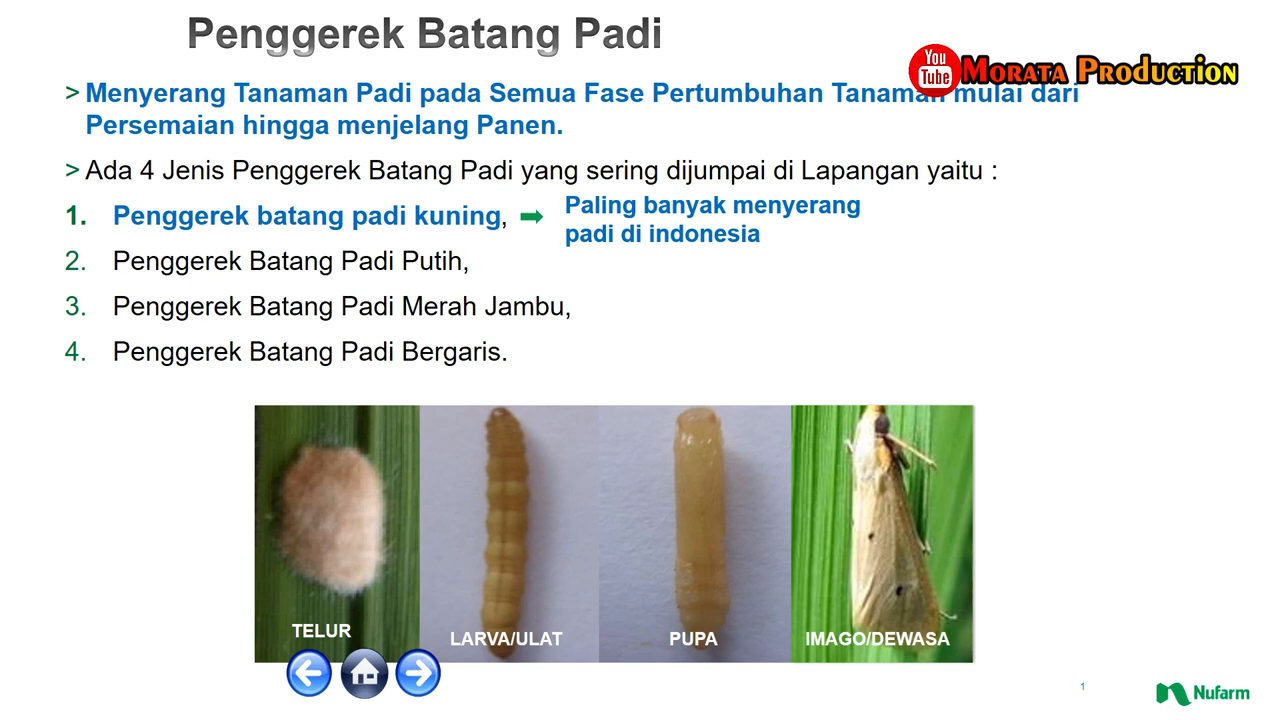 Penggerek Batang Padi
You
Tube
MORATA PRODUCTION
> Menyerang Tanaman Padi pada Semua Fase Pertumbuhan Tanaman mulai dari
Persemaian hingga menjelang Panen.
> Ada 4 Jenis Penggerek Batang Padi yang sering dijumpai di Lapangan yaitu :
1. Penggerek batang padi kuning, ➡ Paling banyak menyerang
padi di indonesia
2. Penggerek Batang Padi Putih,
3. Penggerek Batang Padi Merah Jambu,
4. Penggerek Batang Padi Bergaris.
TELUR
LARVA/ULAT
PUPA
IMAGO/DEWASA
1
Nufarm